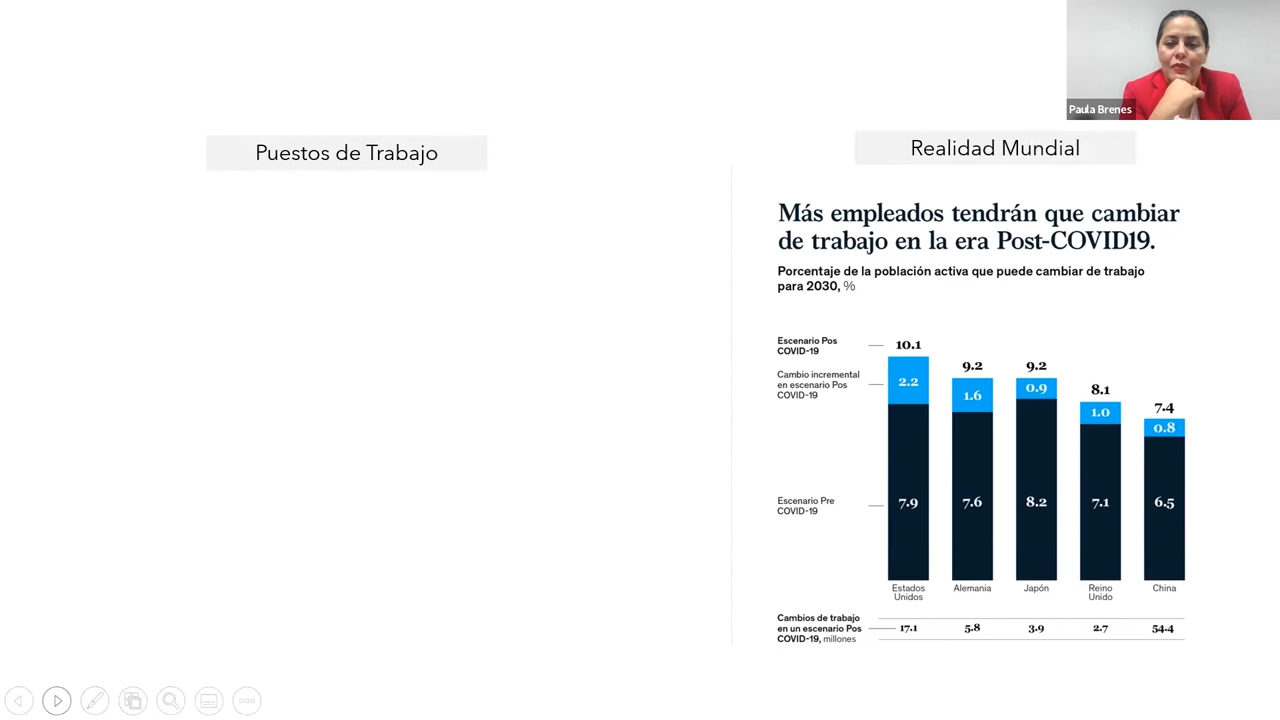 Paula Brenes
Puestos de Trabajo
Realidad Mundial
Más empleados tendrán que cambiar
de trabajo en la era Post-COVID19.
Porcentaje de la población activa que puede cambiar de trabajo
para 2030, %
Escenario Pos
COVID-19
Cambio incremental
en escenario Pos
COVID-19
Escenario Pre
COVID-19
10.1
9.2
9.2
8.1
7.4
2.2
1.6
0.9
1.0
0.8
7.9
7.6
8.2
7.1
6.5
Estados
Unidos
Alemania
Japón
Reino
Unido
China
Cambios de trabajo
en un escenario Pos
COVID-19, millones
17.1
5.8
3.9
2.7
54.4